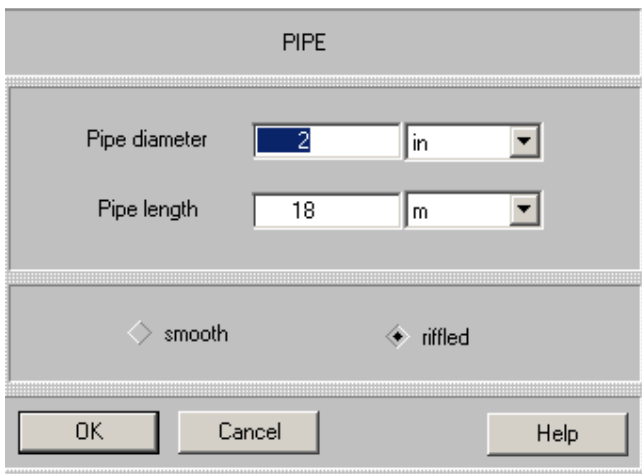 PIPE
Pipe diameter 2 in
Pipe length 18 m
smooth riffled
OK Cancel Help